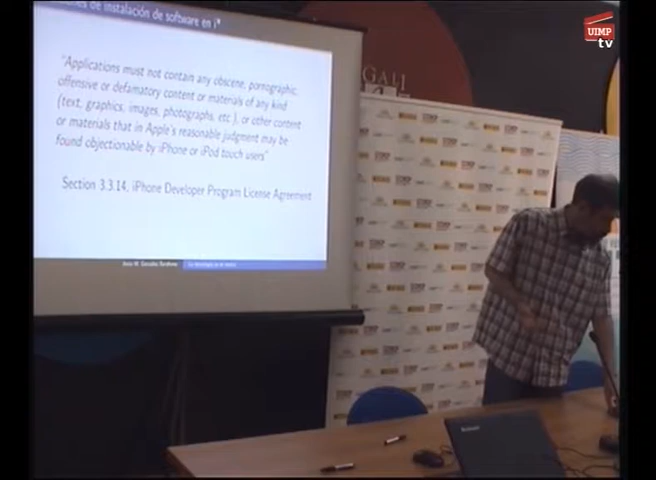 de instalación de software en i*
UIMP
tv
"Applications must not contain any obscene, pornographic,
offensive or defamatory content or materials of any kind
(text, graphics, images, photographs, etc.), or other content
or materials that in Apple's reasonable judgment may be
found objectionable by iPhone or iPod touch users"
Section 3.3.14, iPhone Developer Program License Agreement
GALI